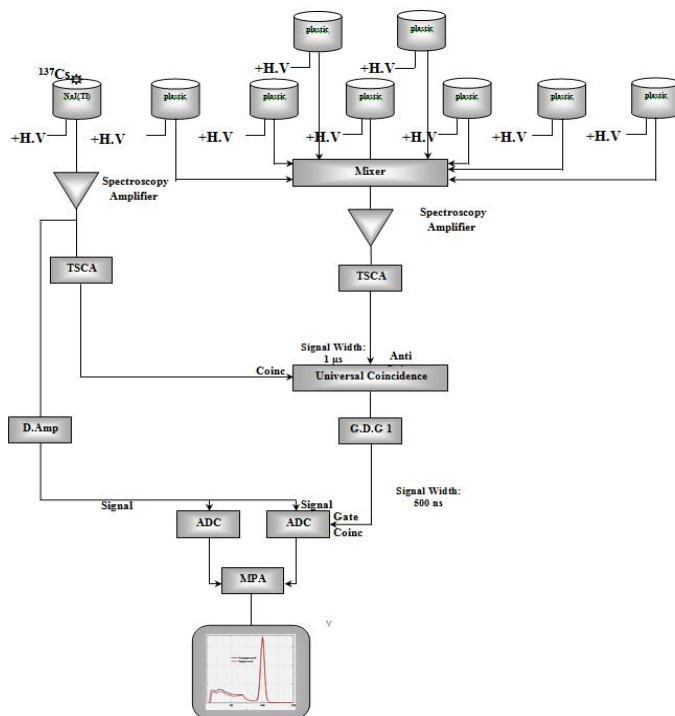 plastic plastic
+H.V +H.V
137Cs
NaI(Tl) plastic plastic plastic plastic plastic plastic
+H.V +H.V +H.V +H.V +H.V +H.V +H.V
Mixer
Spectroscopy
Amplifier
Spectroscopy
Amplifier
TSCA
TSCA
Signal Width:
1 µs
Anti
Coinc
Universal Coincidence
D.Amp
G.D.G 1
Signal Width:
500 ns
Signal
Signal
Gate
Coinc
ADC
ADC
MPA